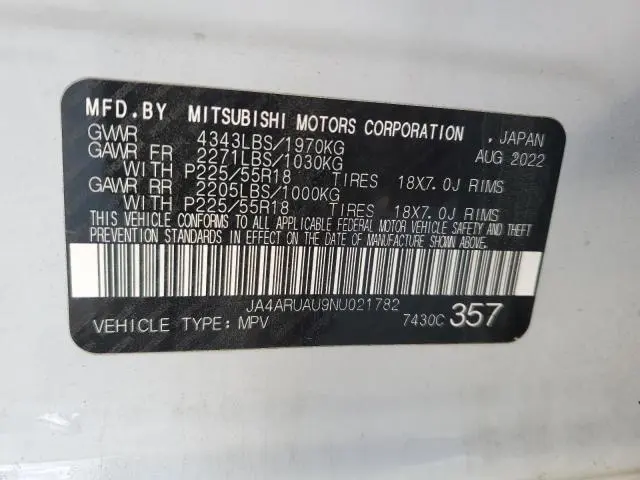 MFD.BY MITSUBISHI MOTORS CORPORATION , JAPAN
GVWR 4343LBS/1970KG AUG 2022
GAWR FR 2271LBS/1030KG
WITH P225/55R18 TIRES 18X7.0J RIMS
GAWR RR 2205LBS/1000KG
WITH P225/55R18 TIRES 18X7.0J RIMS
THIS VEHICLE CONFORMS TO ALL APPLICABLE FEDERAL MOTOR VEHICLE SAFETY AND THEFT
PREVENTION STANDARDS IN EFFECT ON THE DATE OF MANUFACTURE SHOWN ABOVE.
JA4ARUAU9NU021782
VEHICLE TYPE: MPV 7430C 357